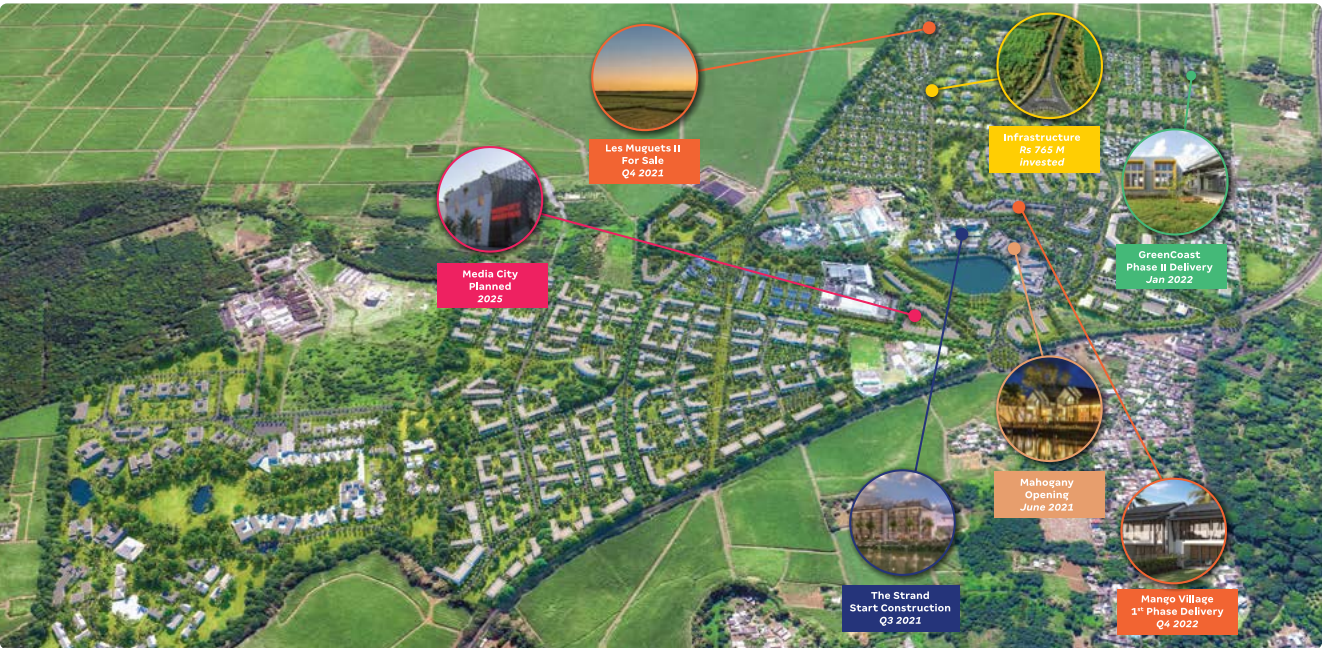 Les Muguets II
For Sale
Q4 2021
Infrastructure
Rs 765 M
invested
Media City
Planned
2025
GreenCoast
Phase II Delivery
Jan 2022
Mahogany
Opening
June 2021
The Strand
Start Construction
Q3 2021
Mango Village
1st Phase Delivery
Q4 2022